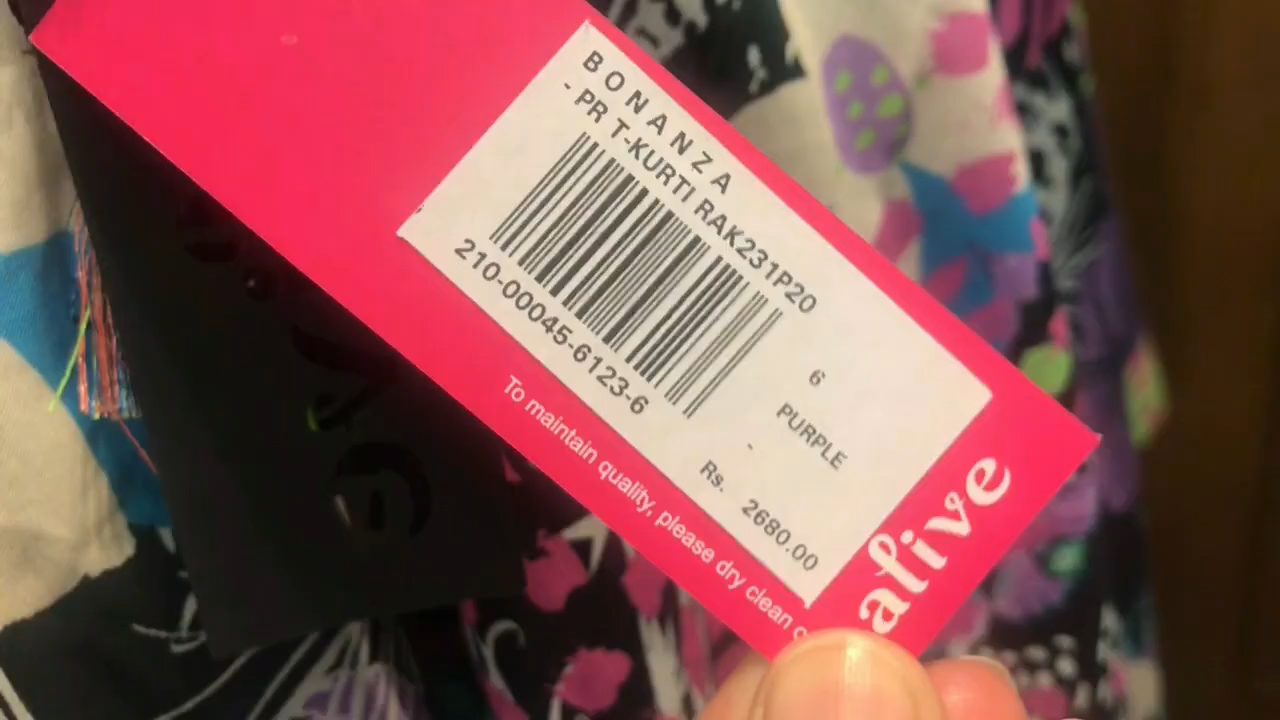 BONANZA
- PR T-KURTI RAK231P20
210-00045-6123-6
6
PURPLE
-
Rs. 2680.00
To maintain quality, please dry clean
alive